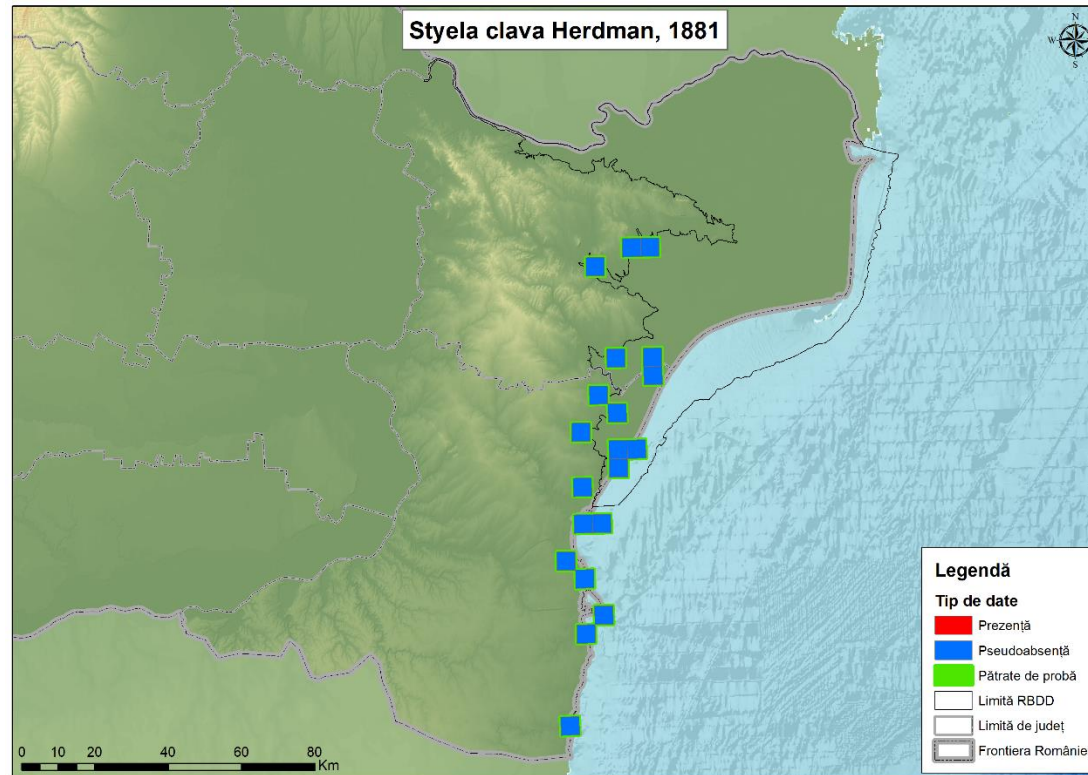 Styela clava Herdman, 1881
N
W
E
S
Legendă
Tip de date
Prezență
Pseudoabsență
Pătrate de probă
Limită RBDD
Limită de județ
Frontiera României
0 10 20 40 60 80
Km